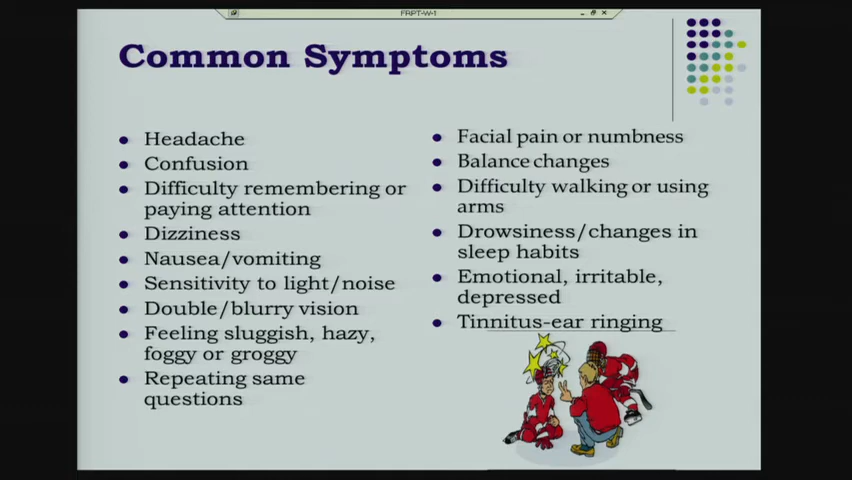 FRPT-W-1
Common Symptoms
Headache
Confusion
Difficulty remembering or
paying attention
Dizziness
Nausea/vomiting
Sensitivity to light/noise
Double/blurry vision
Feeling sluggish, hazy,
foggy or groggy
Repeating same
questions
Facial pain or numbness
Balance changes
Difficulty walking or using
arms
Drowsiness/changes in
sleep habits
Emotional, irritable,
depressed
Tinnitus-ear ringing